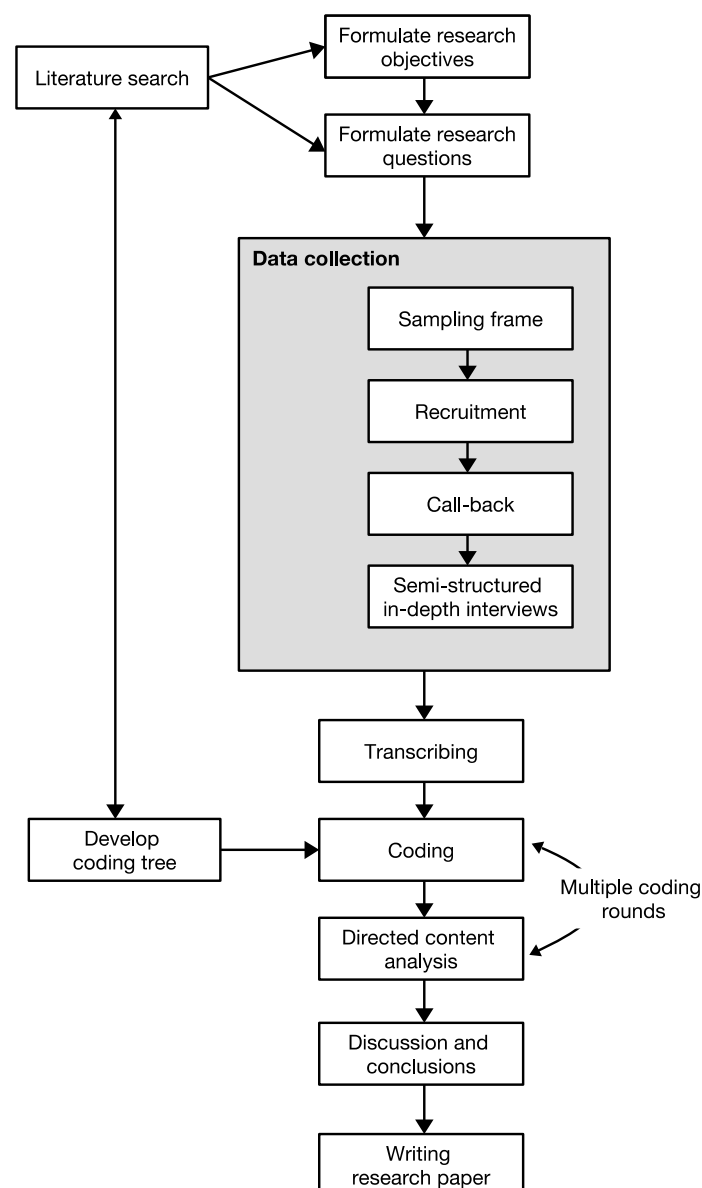 Formulate research
objectives
Literature search
Formulate research
questions
Data collection
Sampling frame
Recruitment
Call-back
Semi-structured
in-depth interviews
Transcribing
Develop
coding tree
Coding
Multiple coding
rounds
Directed content
analysis
Discussion and
conclusions
Writing
research paper